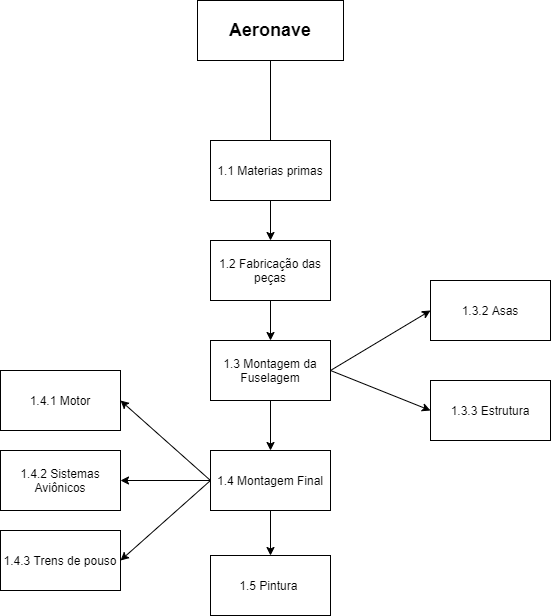 Aeronave
1.1 Materias primas
1.2 Fabricação das
peças
1.3.2 Asas
1.3 Montagem da
Fuselagem
1.3.3 Estrutura
1.4.1 Motor
1.4.2 Sistemas
Aviônicos
1.4 Montagem Final
1.4.3 Trens de pouso
1.5 Pintura